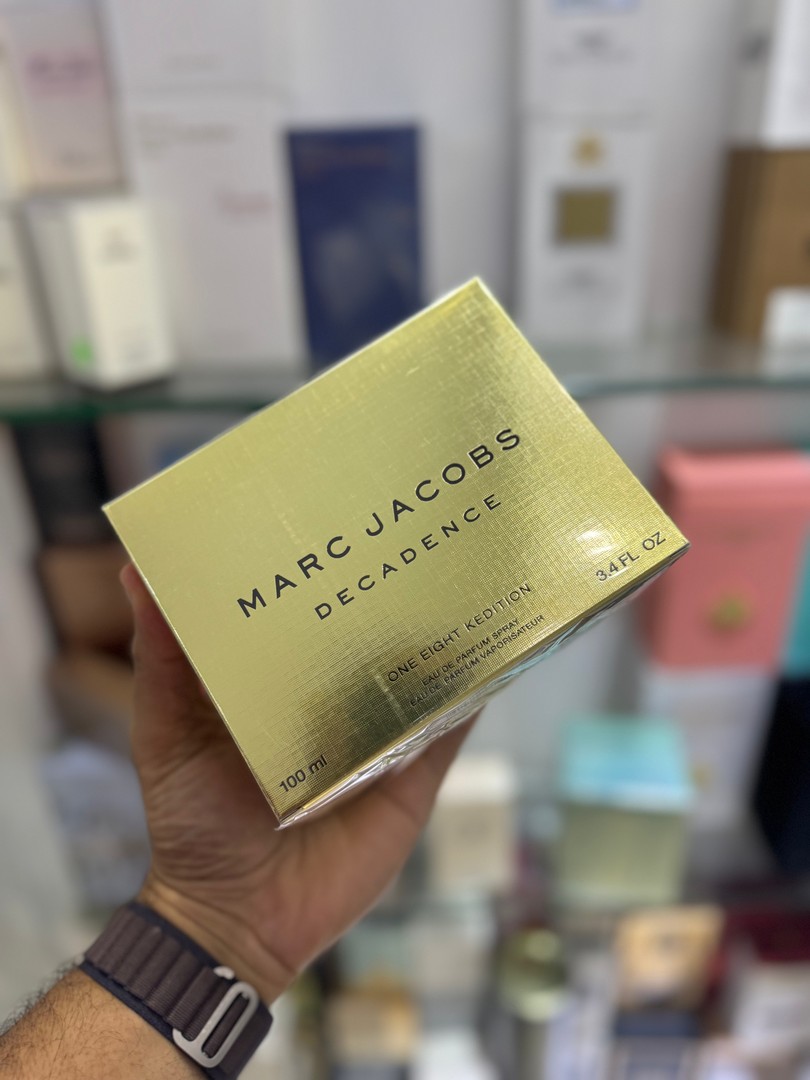 MARC JACOBS
DECADENCE
ONE EIGHT KEDITION
EAU DE PARFUM SPRAY
EAU DE PARFUM VAPORISATEUR
100 ml
3.4 FL OZ